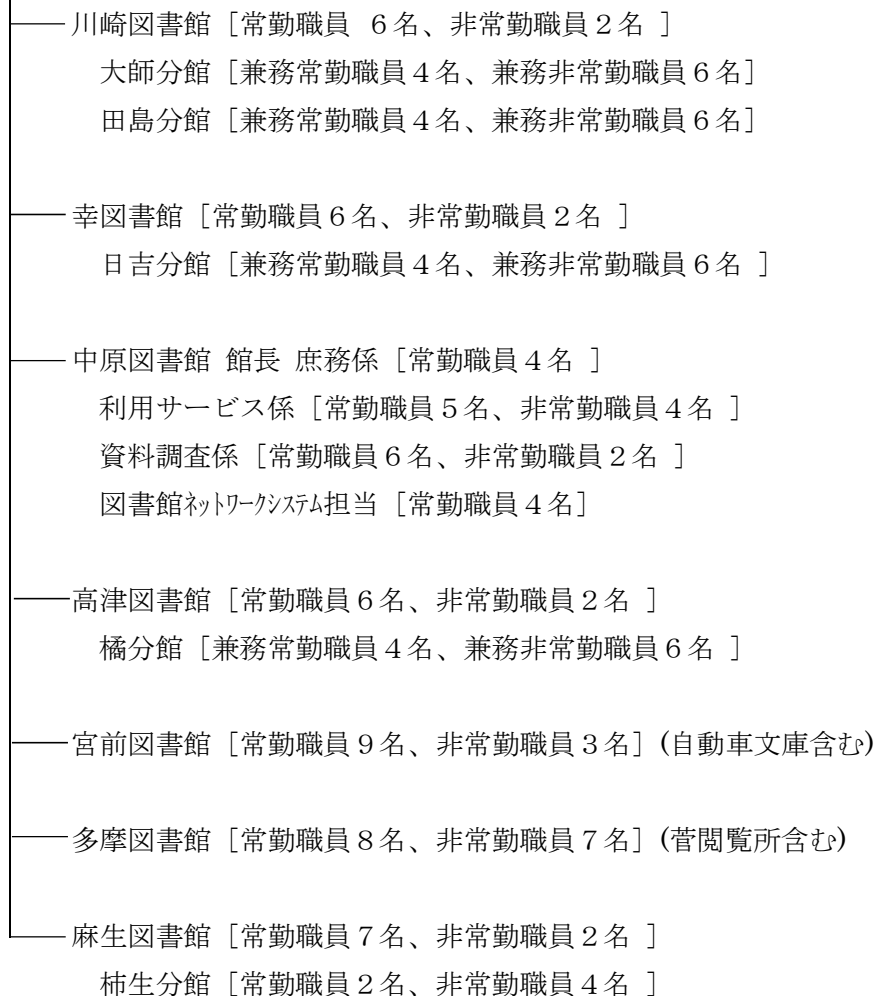 川崎図書館［常勤職員　６名、非常勤職員２名 ］
大師分館［兼務常勤職員４名、兼務非常勤職員６名］
田島分館［兼務常勤職員４名、兼務非常勤職員６名］
幸図書館［常勤職員６名、非常勤職員２名 ］
日吉分館［兼務常勤職員４名、兼務非常勤職員６名 ］
中原図書館 館長 庶務係［常勤職員４名 ］
利用サービス係［常勤職員５名、非常勤職員４名 ］
資料調査係［常勤職員６名、非常勤職員２名 ］
図書館ﾈｯﾄﾜｰｸｼｽﾃﾑ担当［常勤職員４名］
高津図書館［常勤職員６名、非常勤職員２名 ］
橘分館［兼務常勤職員４名、兼務非常勤職員６名 ］
宮前図書館［常勤職員９名、非常勤職員３名］(自動車文庫含む)
多摩図書館［常勤職員８名、非常勤職員７名］(菅閲覧所含む)
麻生図書館［常勤職員７名、非常勤職員２名 ］
柿生分館［常勤職員２名、非常勤職員４名 ］